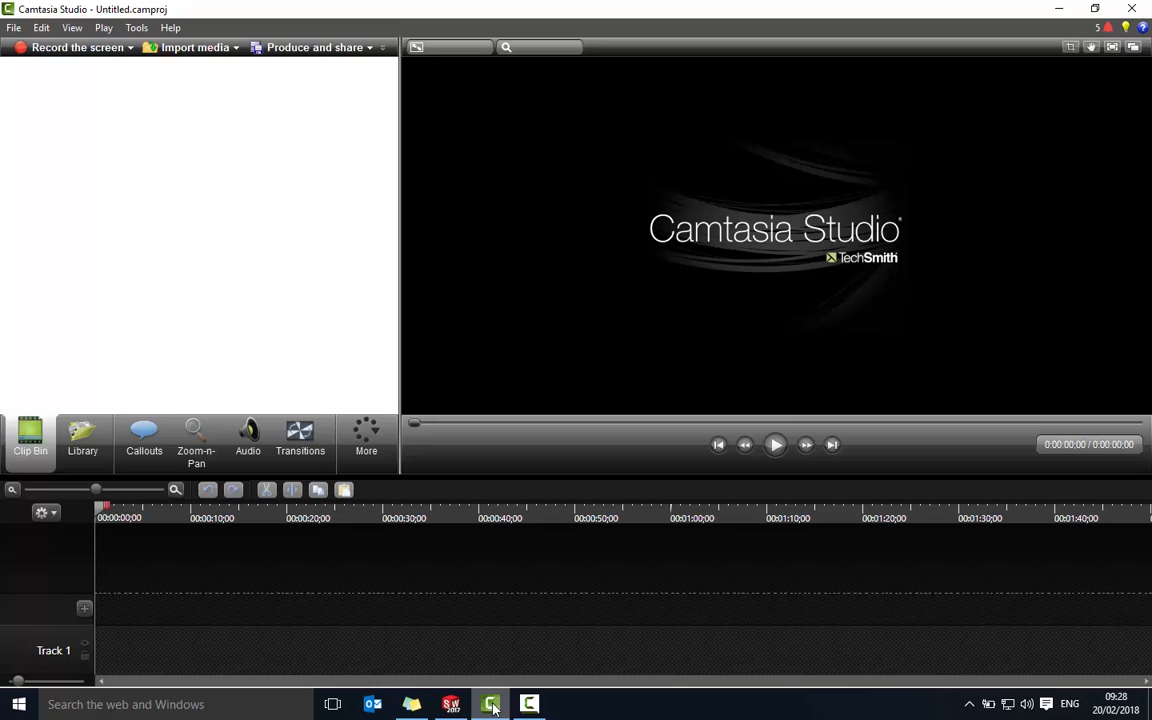 Camtasia Studio - Untitled.camproj
File Edit View Play Tools Help
5
Record the screen Import media Produce and share
Camtasia Studio®
TechSmith
Clip Bin Library Callouts Zoom-n-Pan Audio Transitions More
0:00:00;00 / 0:00:00;00
00:00:00;00 00:00:10;00 00:00:20;00 00:00:30;00 00:00:40;00 00:00:50;00 00:01:00;00 00:01:10;00 00:01:20;00 00:01:30;00 00:01:40;00
Track 1
Search the web and Windows
SW 2017
ENG
09:28
20/02/2018